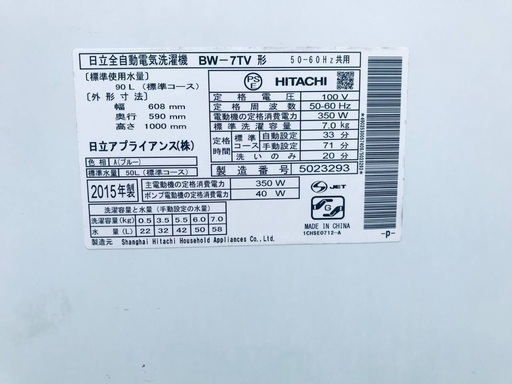 日立全自動電気洗濯機 BW-7TV 形 50-60Hz共用
[標準使用水量]
90L (標準コース)
[外形寸法]
幅 608 mm
奥行 590 mm
高さ 1000 mm
日立アプライアンス(株)
色相 A(ブルー)
標準水量 50L(標準コース)
2015年製
主電動機の定格消費電力 350 W
ポンプ電動機の定格消費電力 40 W
洗濯容量と水量 (手動設定の水量)
洗濯容量(kg) 0.5 3.5 5.5 6.0 7.0
水量(L) 22 32 42 50 58
製造元 Shanghai Hitachi Household Appliances Co.,Ltd.
PSE HITACHI
定格電圧 100 V
定格周波数 50-60 Hz
電動機の定格消費電力 350 W
標準洗濯容量 7.0 kg
定格時間 標準コース 自動設定 33 分
手動設定 71 分
洗いのみ 20 分
製造番号 5023293
S JET
G
MADE IN CHINA
1CHSE0712-A
-p-